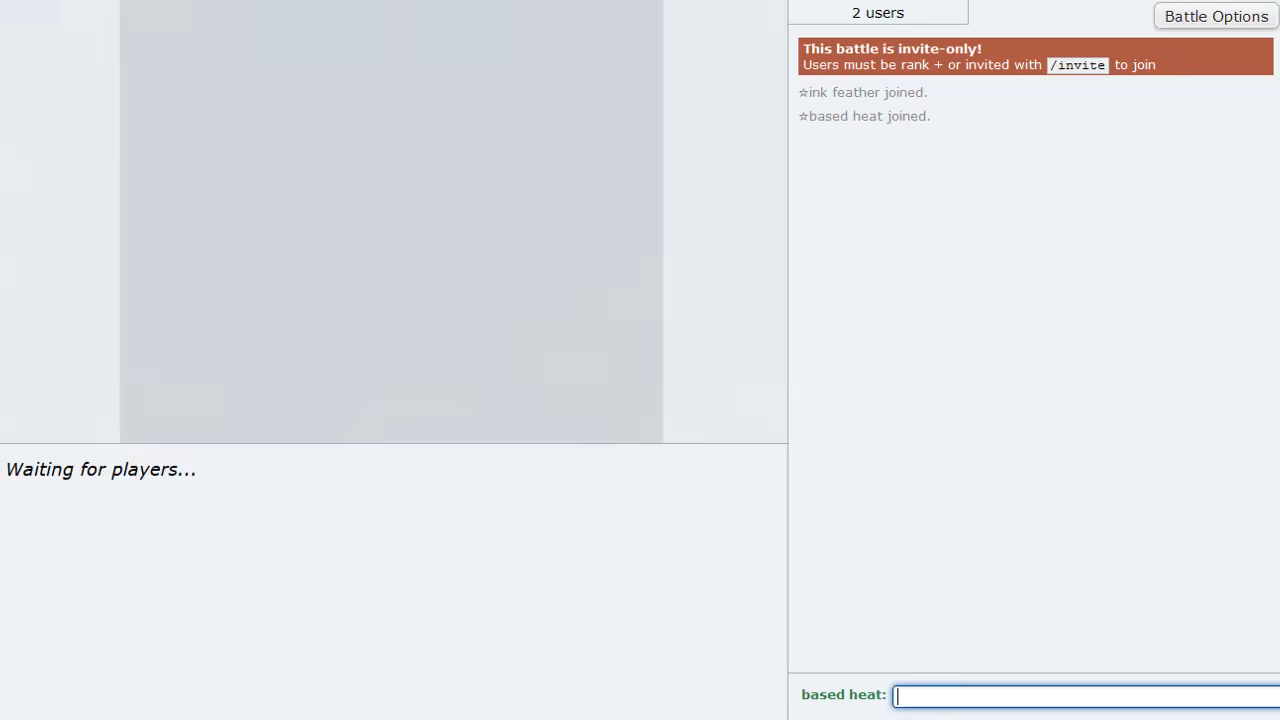 2 users
Battle Options
This battle is invite-only!
Users must be rank + or invited with /invite to join
☆ink feather joined.
☆based heat joined.
Waiting for players...
based heat: